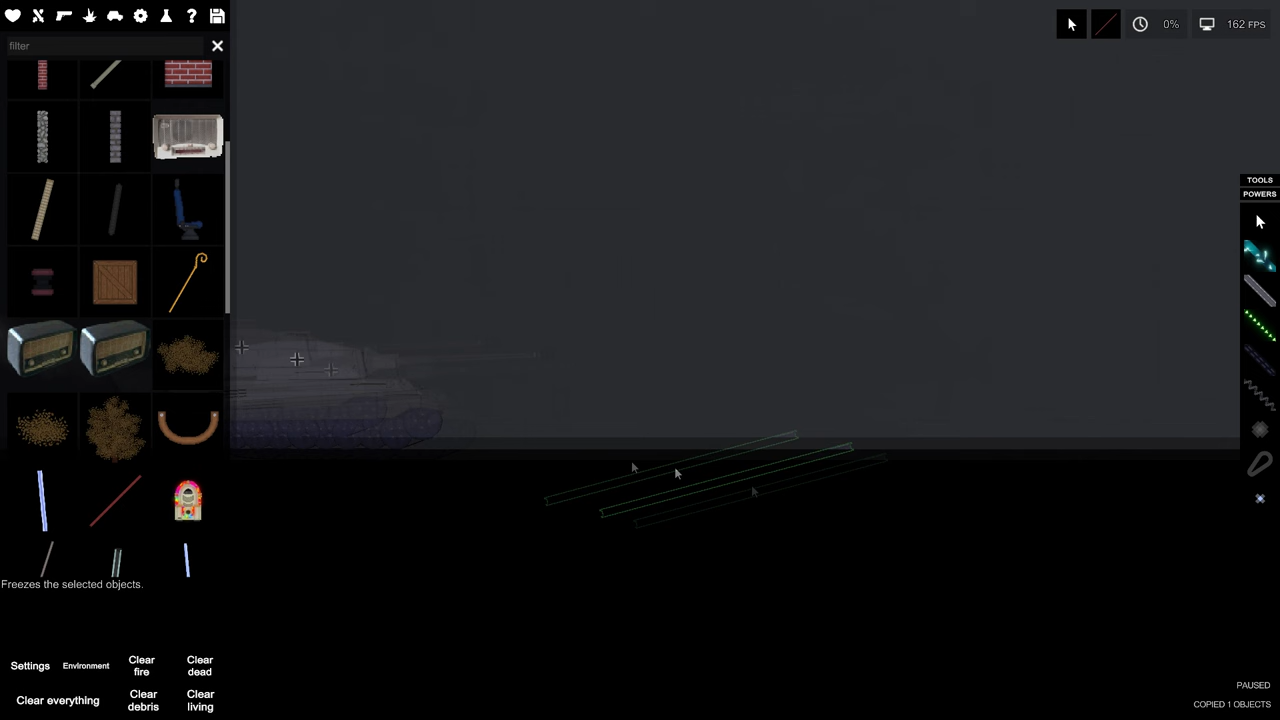 filter
0%
162 FPS
TOOLS
POWERS
Freezes the selected objects.
Settings
Environment
Clear fire
Clear dead
Clear everything
Clear debris
Clear living
PAUSED
COPIED 1 OBJECTS